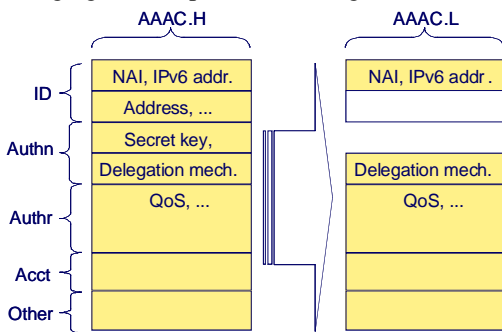 AAAC.H
AAAC.L
ID
NAI, IPv6 addr.
NAI, IPv6 addr .
Address, ...
Authn
Secret key,
Delegation mech.
Delegation mech.
Authr
QoS, ...
QoS, ...
Acct
Other